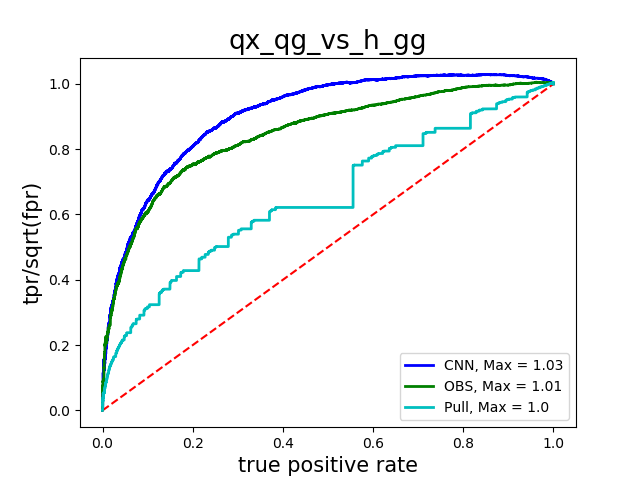 qx_qg_vs_h_gg
tpr/sqrt(fpr)
1.0
0.8
0.6
0.4
0.2
0.0
0.0 0.2 0.4 0.6 0.8 1.0
true positive rate
CNN, Max = 1.03
OBS, Max = 1.01
Pull, Max = 1.0